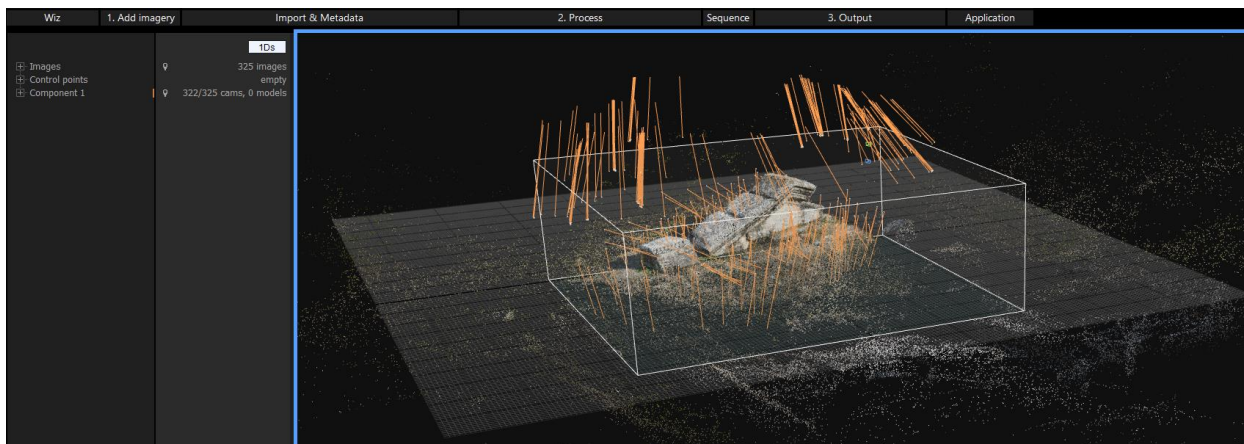 Wiz 1. Add imagery Import & Metadata 2. Process Sequence 3. Output Application
1Ds
Images 325 images
Control points empty
Component 1 322/325 cams, 0 models